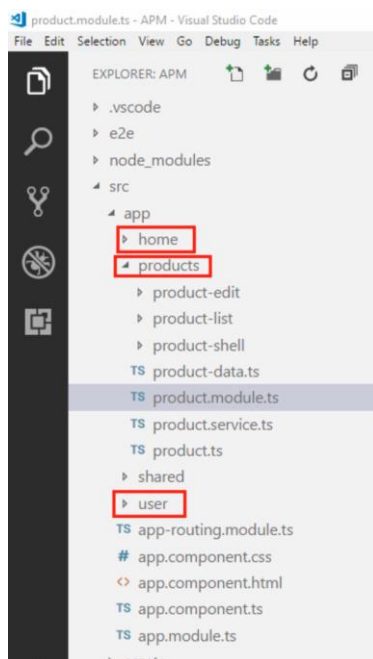 product.module.ts - APM - Visual Studio Code
File Edit Selection View Go Debug Tasks Help
EXPLORER: APM
.vscode
e2e
node_modules
src
app
home
products
product-edit
product-list
product-shell
TS product-data.ts
TS product.module.ts
TS product.service.ts
TS product.ts
shared
user
TS app-routing.module.ts
# app.component.css
<> app.component.html
TS app.component.ts
TS app.module.ts